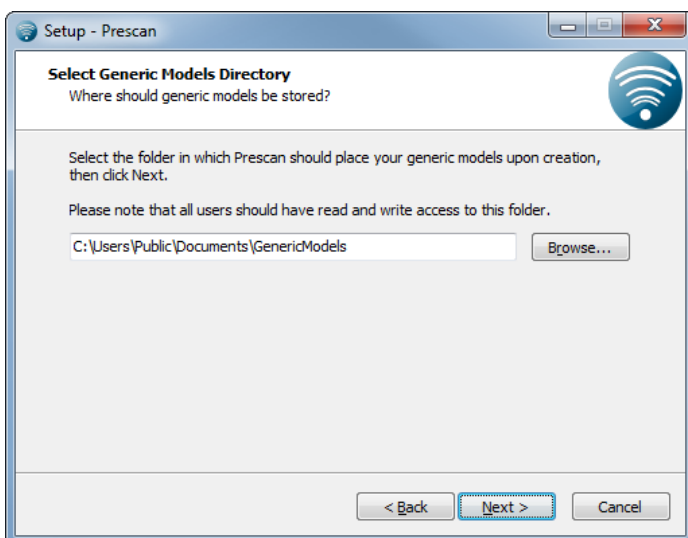 Setup - Prescan
Select Generic Models Directory
Where should generic models be stored?
Select the folder in which Prescan should place your generic models upon creation,
then click Next.
Please note that all users should have read and write access to this folder.
C:\Users\Public\Documents\GenericModels
Browse...
< Back
Next >
Cancel